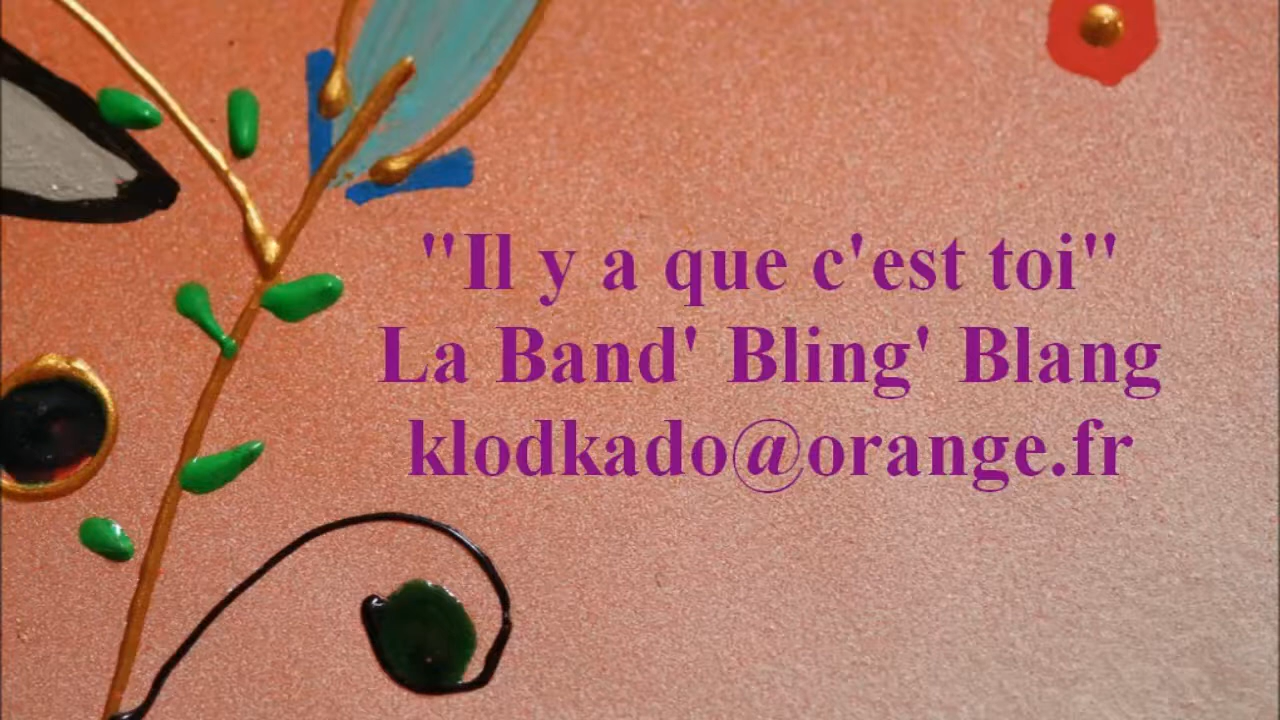 "Il y a que c'est toi"
La Band' Bling' Blang
klodkado@orange.fr